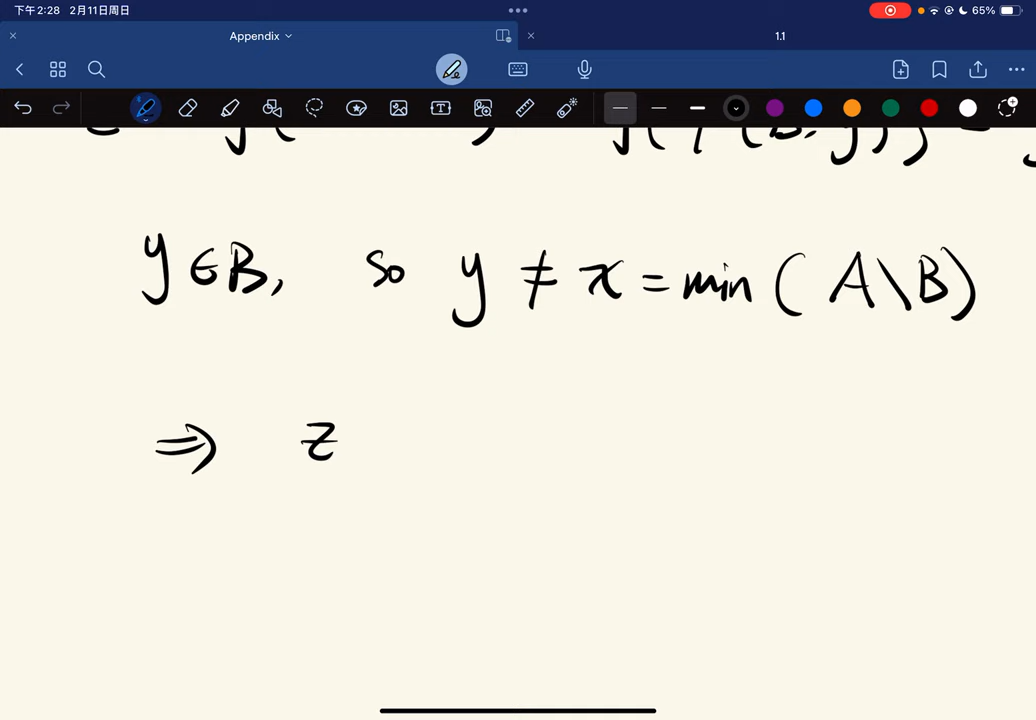 下午2:28 2月11日周日 65%
Appendix 1.1
y ∈ B, so y ≠ x = min ( A \ B )
⇒ z